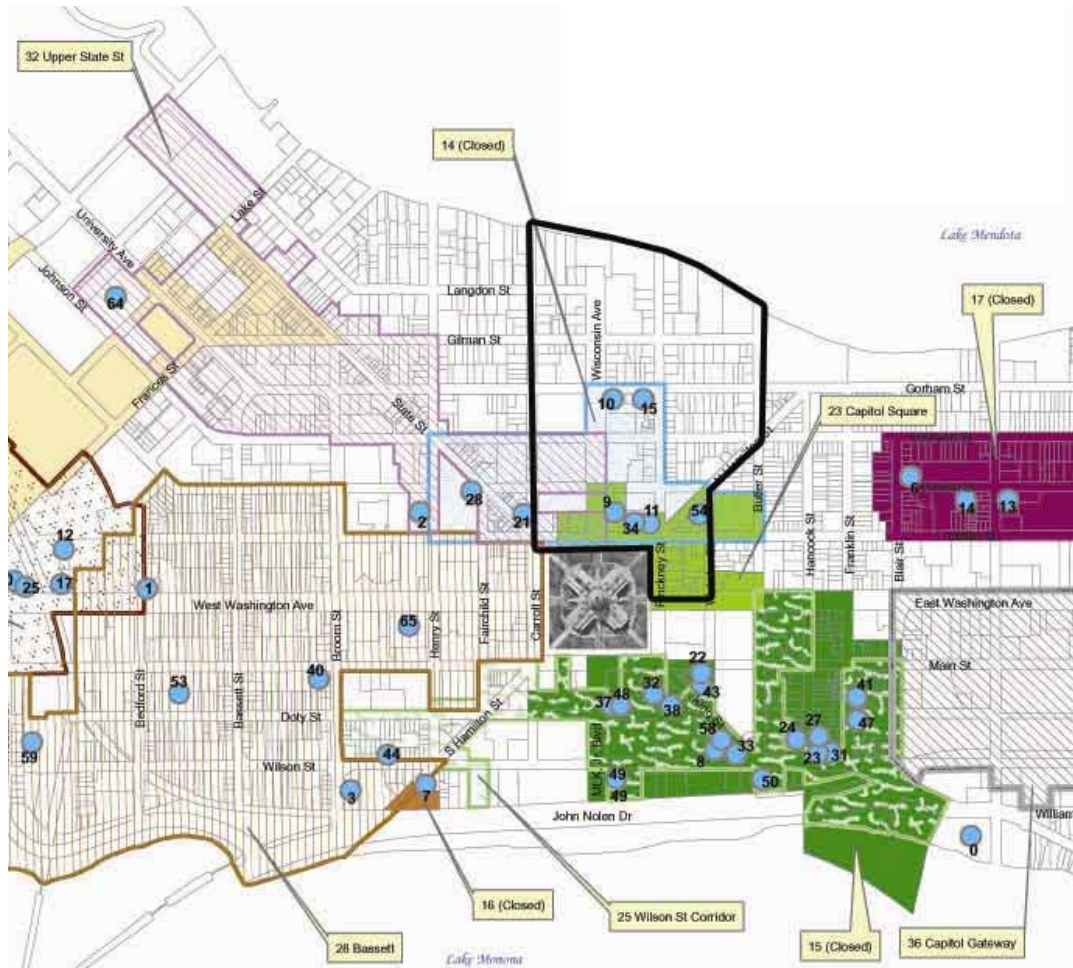 32 Upper State St
14 (Closed)
Lake Mendota
17 (Closed)
University Ave
Lake St
Johnson St
64
Langdon St
Gilman St
Wisconsin Ave
Francis St
State St
Gorham St
23 Capitol Square
10
15
Butler St
28
2
21
9
34
11
54
6
14
13
12
25
17
1
Pinckney St
Hancock St
Franklin St
Blair St
West Washington Ave
East Washington Ave
Broom St
Henry St
Fairchild St
Carroll St
65
Main St
22
43
40
53
Bedford St
Bassett St
Doty St
S Hamilton St
37
48
32
38
MLK Jr. Blvd
41
47
24
27
23
31
58
8
33
59
44
Wilson St
3
7
49
49
50
John Nolen Dr
William
0
16 (Closed)
25 Wilson St Corridor
28 Bassett
15 (Closed)
36 Capitol Gateway
Lake Monona